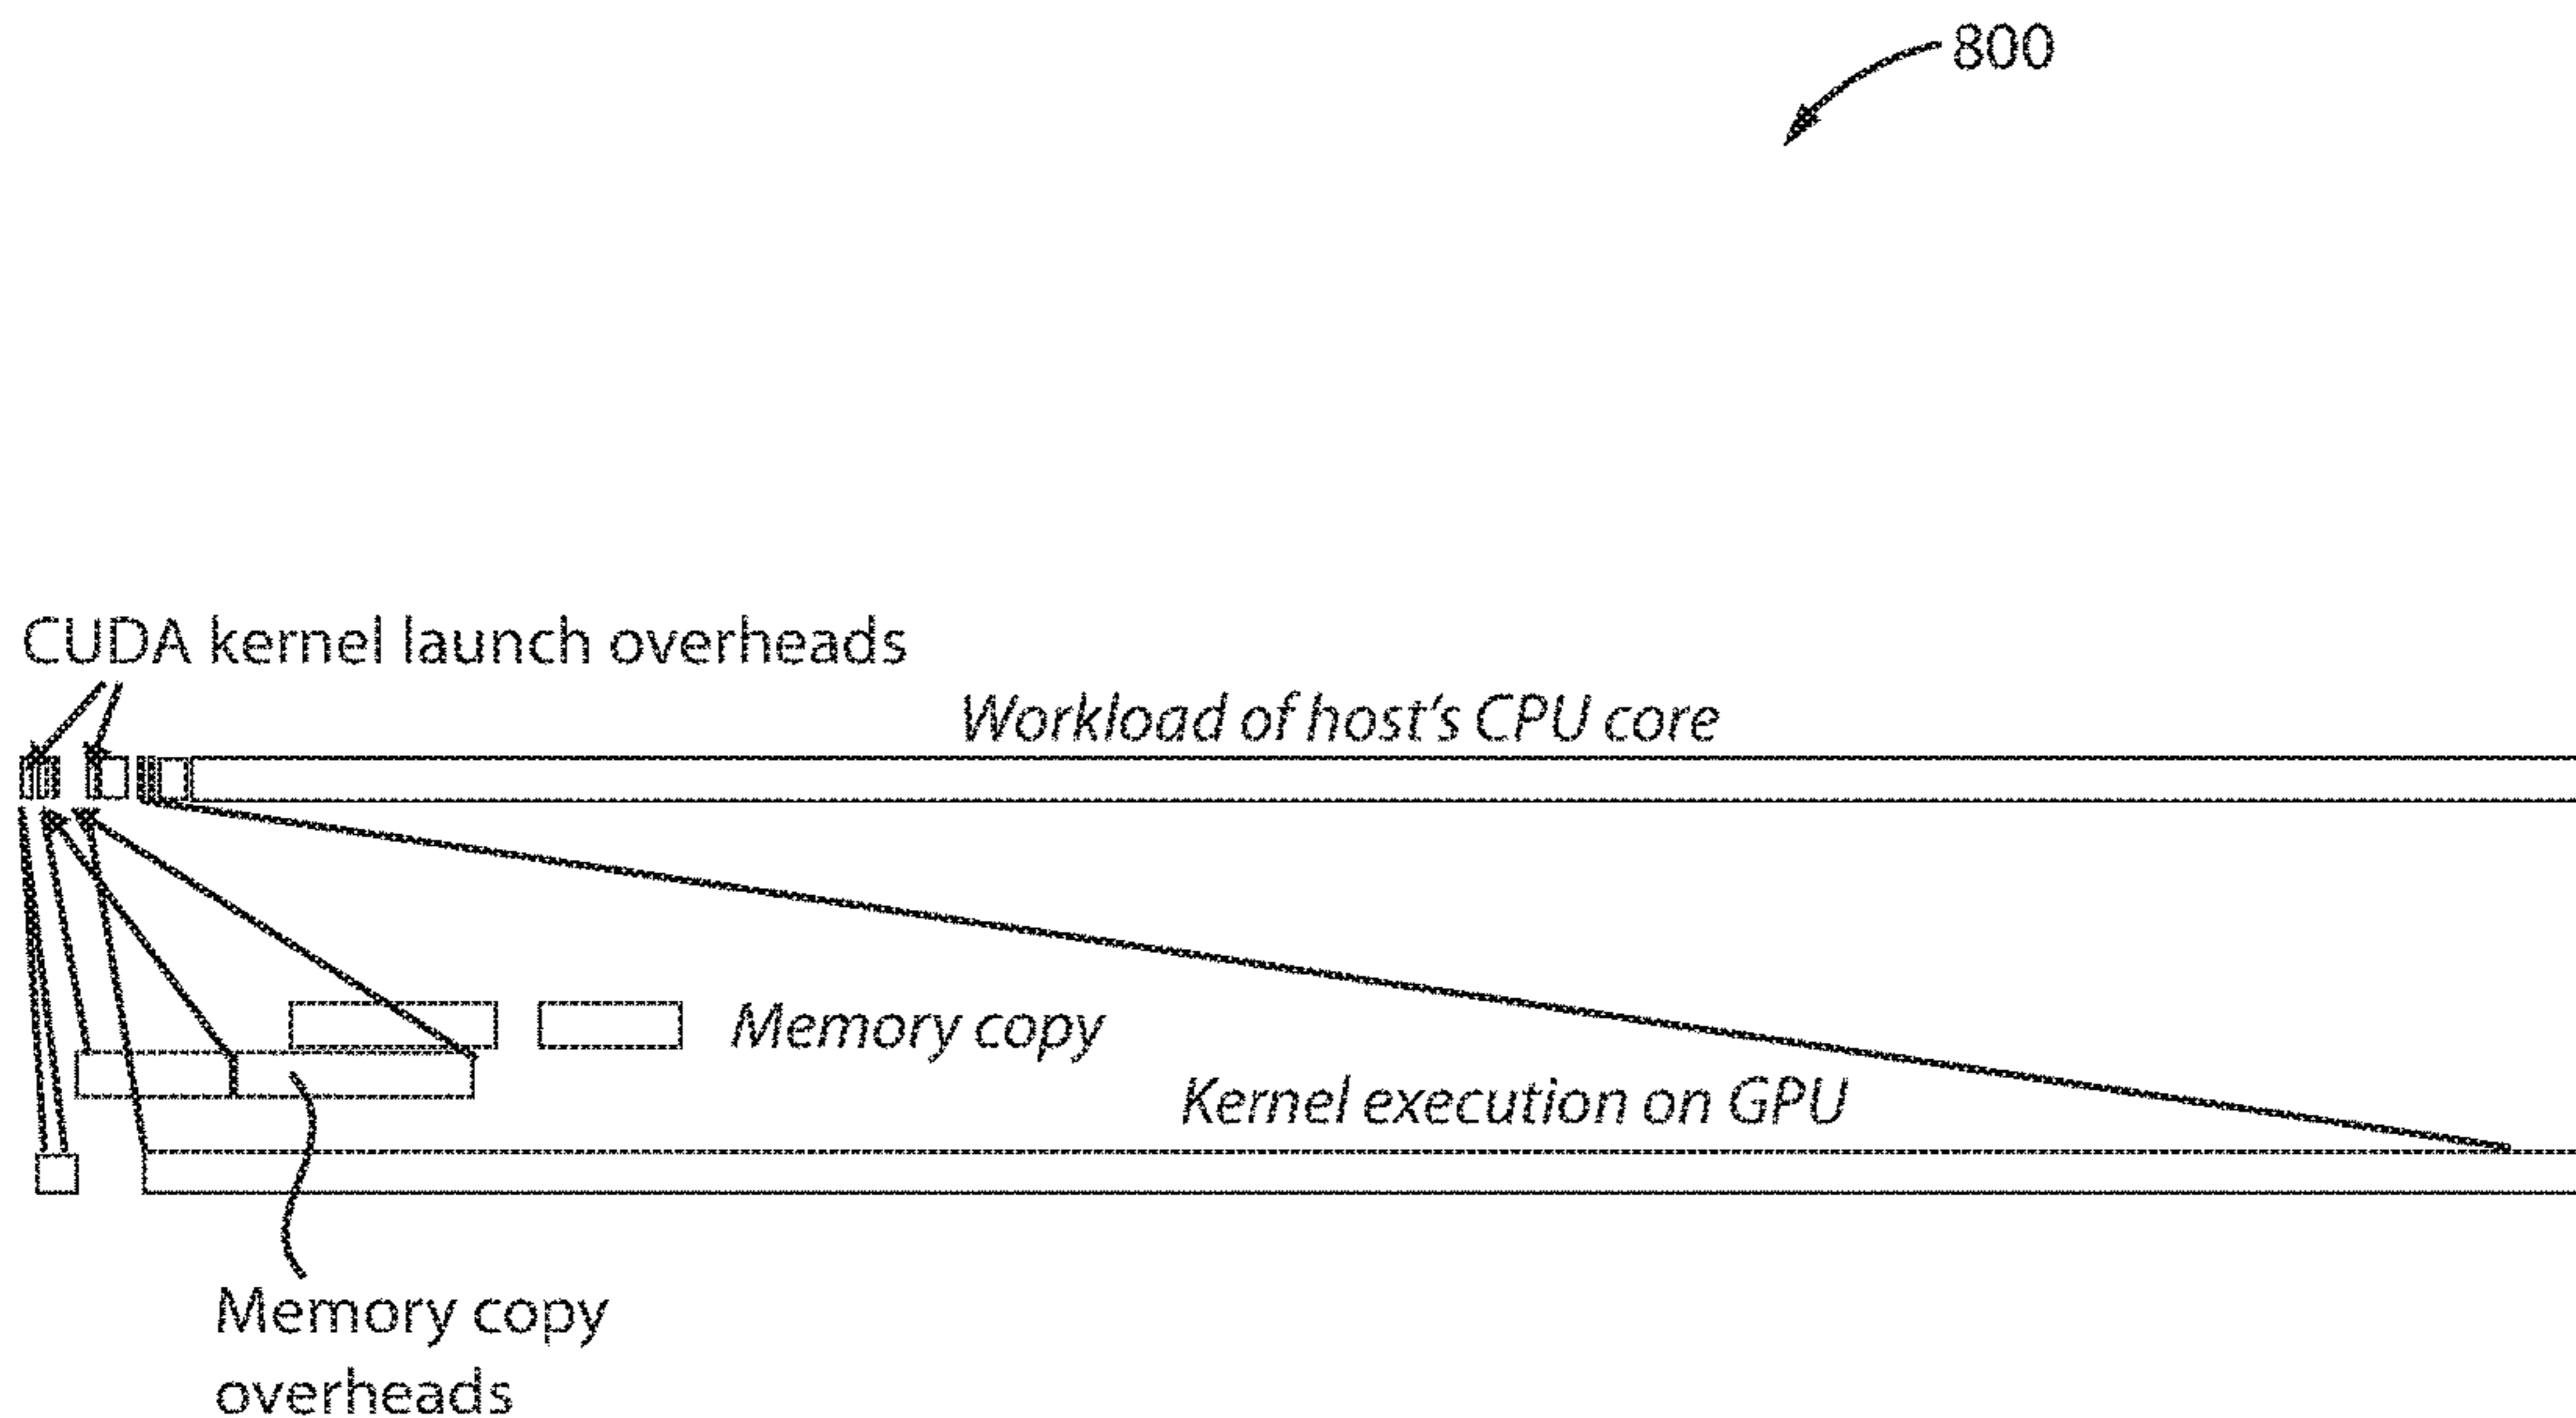 800
CUDA kernel launch overheads
Workload of host's CPU core
Memory copy
Kernel execution on GPU
Memory copy
overheads